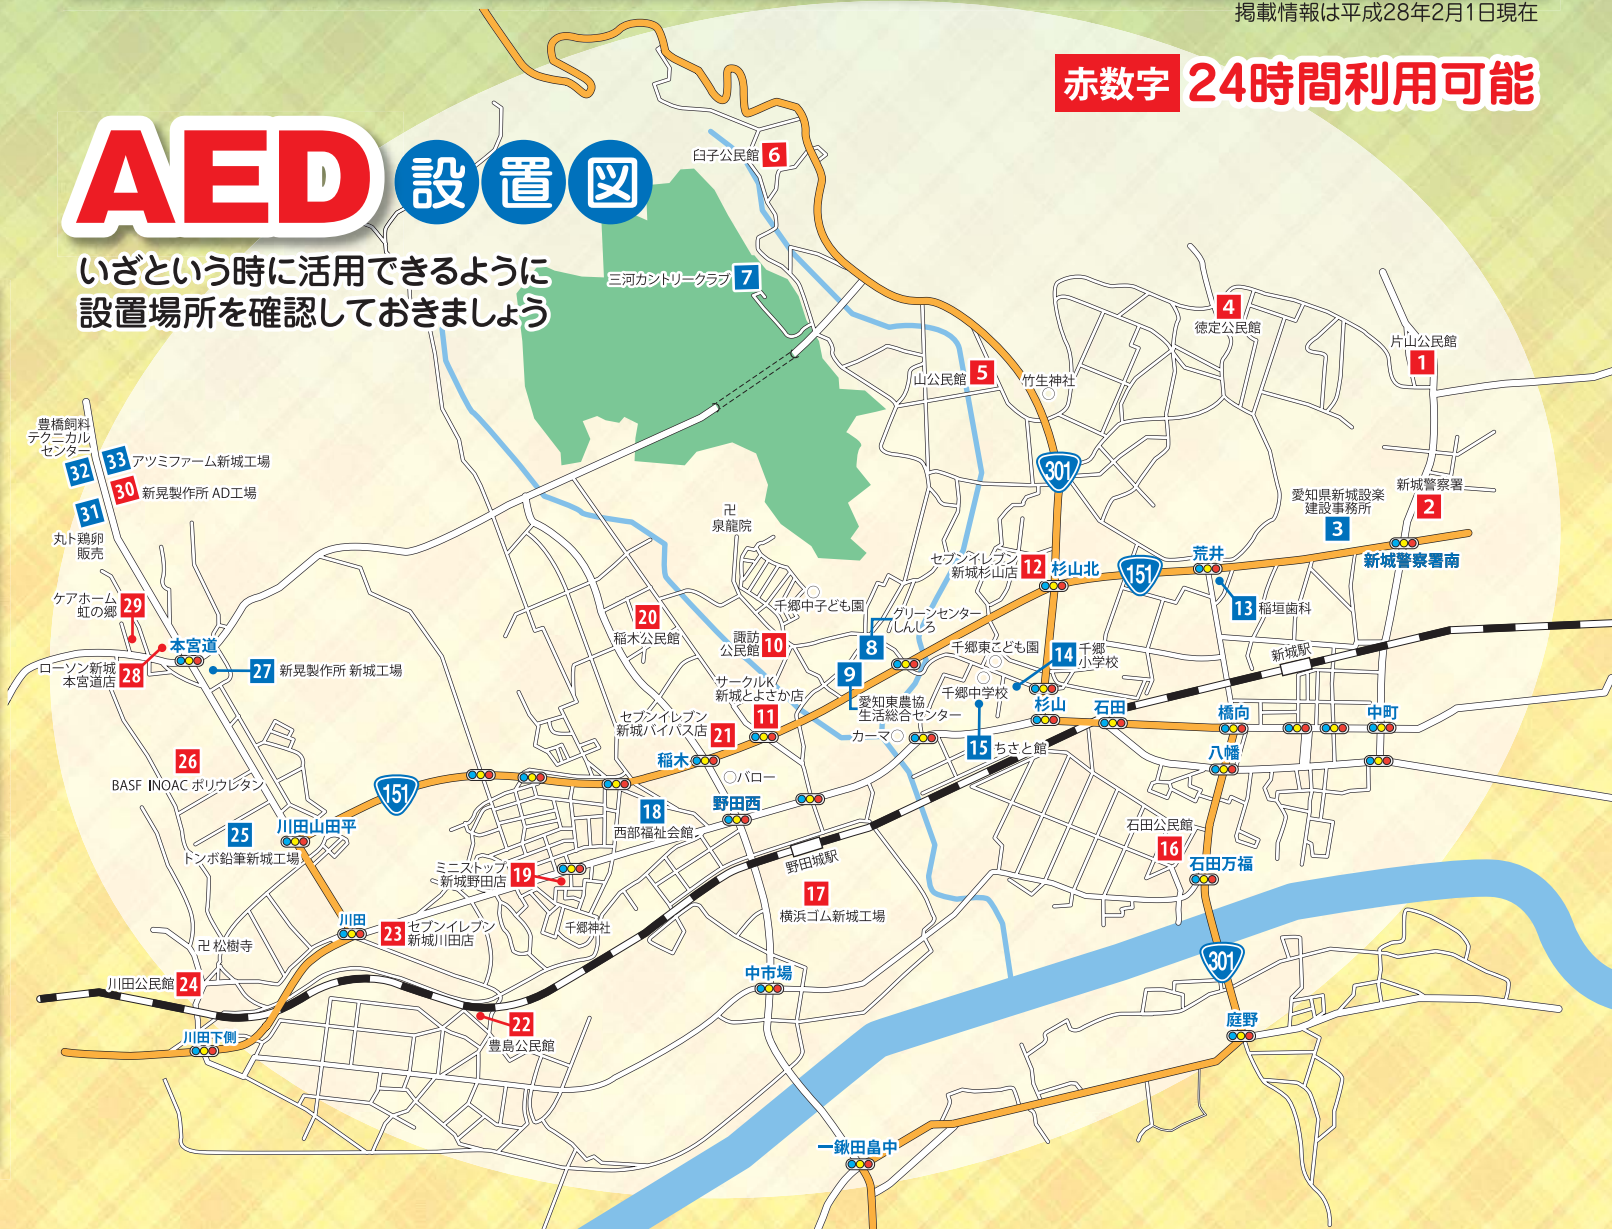 掲載情報は平成28年2月1日現在
赤数字 24時間利用可能
AED設置図
いざという時に活用できるように
設置場所を確認しておきましょう
臼子公民館 6
三河カントリークラブ 7
4
徳定公民館
片山公民館
1
山公民館 5
竹生神社
301
豊橋飼料
テクニカル
センター
32
33 アツミファーム新城工場
30 新晃製作所 AD工場
31
丸ト鶏卵
販売
卍
泉龍院
新城警察署
2
愛知県新城設楽
建設事務所
3
新城警察署南
セブンイレブン
新城杉山店
12
杉山北
151
荒井
13 稲垣歯科
ケアホーム
虹の郷
29
本宮道
ローソン新城
本宮道店
28
27 新晃製作所 新城工場
20
稲木公民館
千郷中子ども園
諏訪
公民館
10
グリーンセンター
しんしろ
8
9
愛知東農協
生活総合センター
千郷東こども園
14 千郷
小学校
千郷中学校
新城駅
サークルK
新城とよさか店
11
セブンイレブン
新城バイパス店
21
カーマ
15 ちさと館
杉山
石田
橋向
中町
八幡
稲木
バロー
26
BASF INOAC ポリウレタン
151
18
西部福祉会館
野田西
25
トンボ鉛筆新城工場
川田山田平
石田公民館
16
石田万福
ミニストップ
新城野田店
19
野田城駅
17
横浜ゴム新城工場
川田
23 セブンイレブン
新城川田店
千郷神社
卍 松樹寺
川田公民館 24
中市場
301
22
豊島公民館
川田下側
庭野
一鍬田畠中